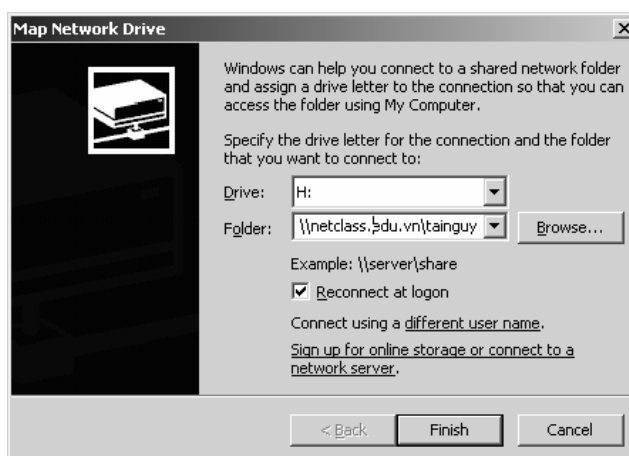 Map Network Drive
Windows can help you connect to a shared network folder
and assign a drive letter to the connection so that you can
access the folder using My Computer.
Specify the drive letter for the connection and the folder
that you want to connect to:
Drive: H:
Folder: \\netclass.edu.vn\tainguy Browse...
Example: \\server\share
Reconnect at logon
Connect using a different user name.
Sign up for online storage or connect to a
network server.
< Back Finish Cancel